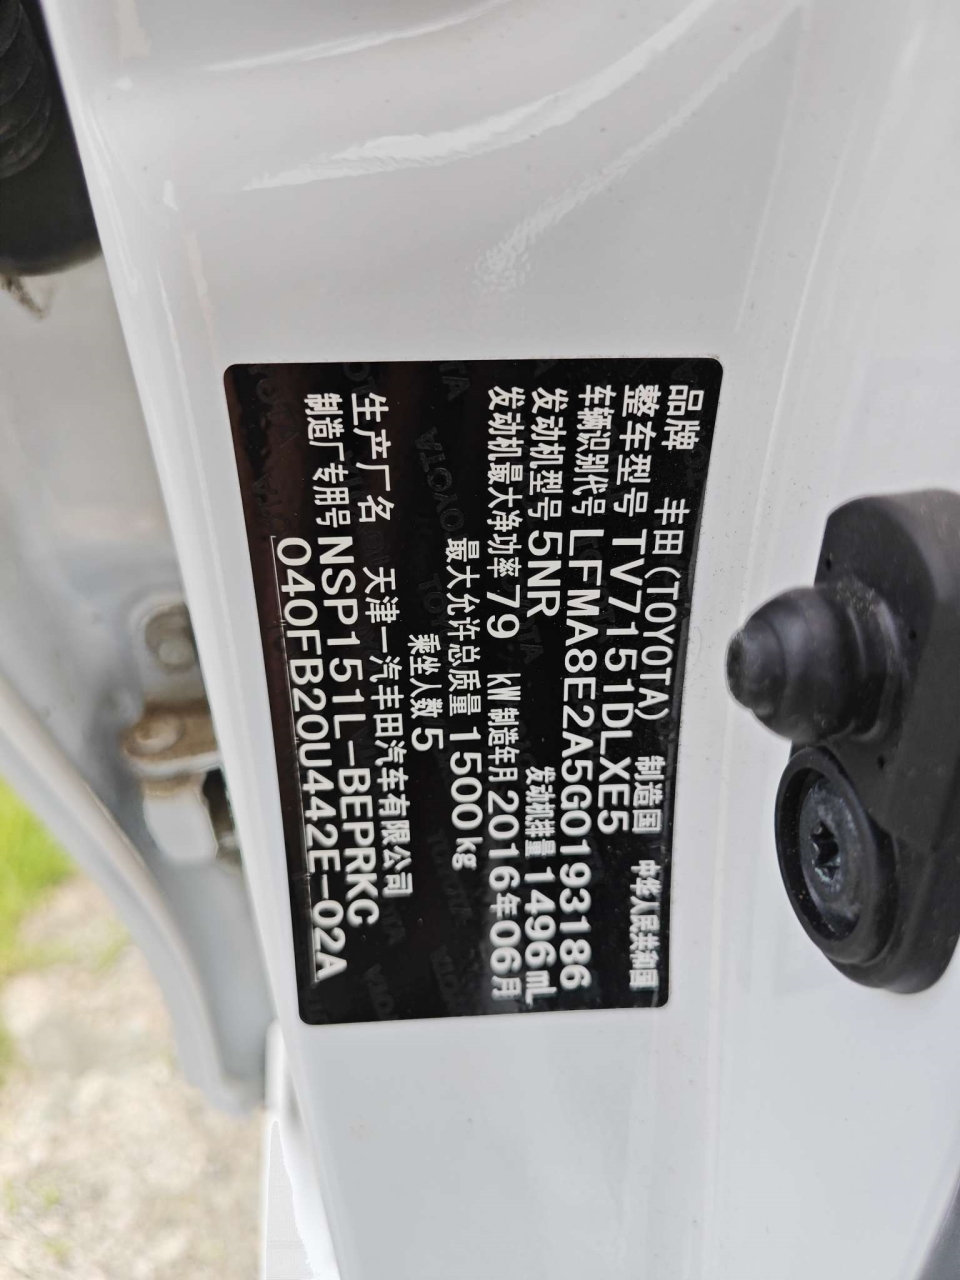 品牌 丰田(TOYOTA) 制造国 中华人民共和国
整车型号 TV7151DLXE5
车辆识别代号 LFMA8E2A5G0193186
发动机型号 5NR 发动机排量 1496mL
发动机最大净功率 79 kW 制造年月 2016年06月
最大允许总质量 1500kg
乘坐人数 5
生产厂名 天津一汽丰田汽车有限公司
制造厂专用号 NSP151L-BEPRKC
040FB20U442E-02A